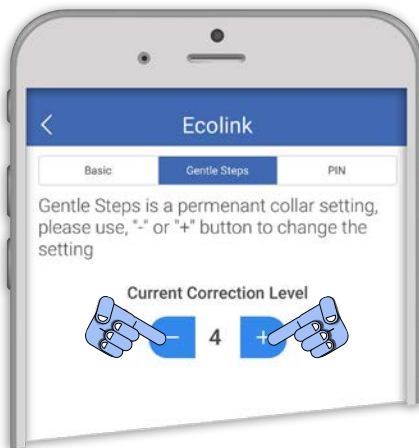 Ecolink
Basic Gentle Steps PIN
Gentle Steps is a permenant collar setting,
please use, "-" or "+" button to change the
setting
Current Correction Level
- 4 +